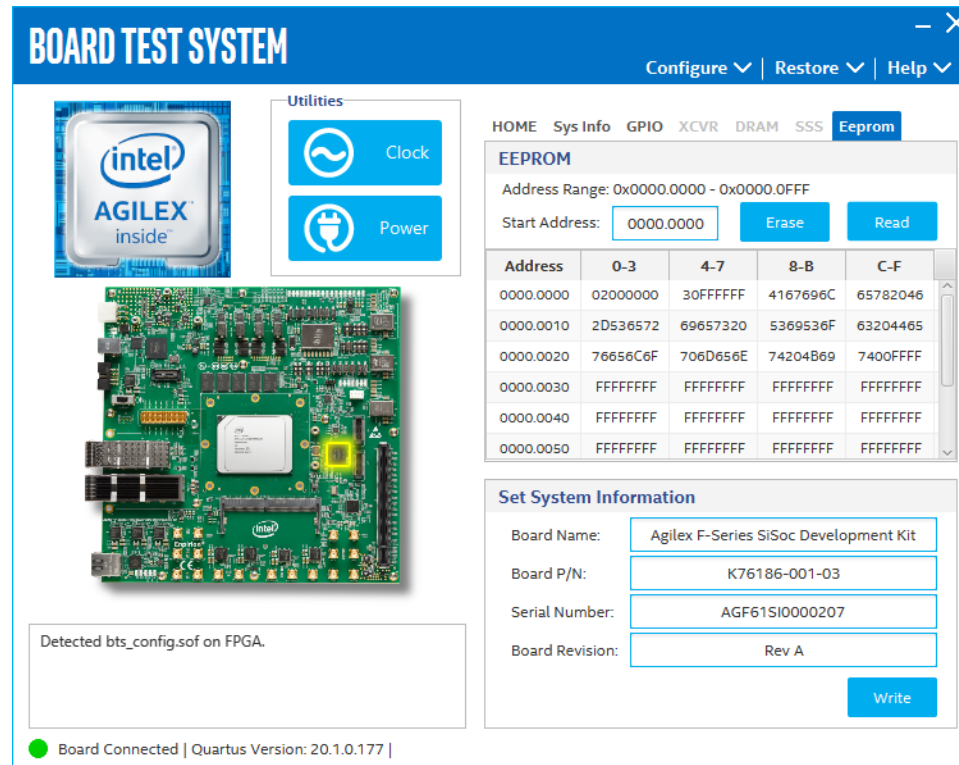 BOARD TEST SYSTEM
Configure | Restore | Help
intel
AGILEX
inside
Utilities
Clock
Power
HOME Sys Info GPIO XCVR DRAM SSS Eeprom
EEPROM
Address Range: 0x0000.0000 - 0x0000.0FFF
Start Address: 0000.0000 Erase Read
Address 0-3 4-7 8-B C-F
0000.0000 02000000 30FFFFFF 4167696C 65782046
0000.0010 2D536572 69657320 5369536F 63204465
0000.0020 76656C6F 706D656E 74204B69 7400FFFF
0000.0030 FFFFFFFF FFFFFFFF FFFFFFFF FFFFFFFF
0000.0040 FFFFFFFF FFFFFFFF FFFFFFFF FFFFFFFF
0000.0050 FFFFFFFF FFFFFFFF FFFFFFFF FFFFFFFF
intel
Enpirion
CE
Set System Information
Board Name: Agilex F-Series SiSoc Development Kit
Board P/N: K76186-001-03
Serial Number: AGF61SI0000207
Board Revision: Rev A
Write
Detected bts_config.sof on FPGA.
Board Connected | Quartus Version: 20.1.0.177 |